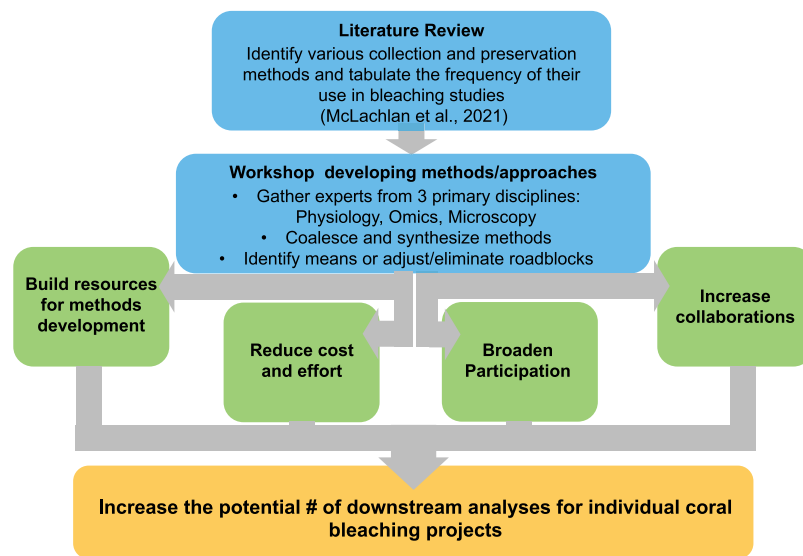 Literature Review
Identify various collection and preservation
methods and tabulate the frequency of their
use in bleaching studies
(McLachlan et al., 2021)
Workshop developing methods/approaches
• Gather experts from 3 primary disciplines:
Physiology, Omics, Microscopy
• Coalesce and synthesize methods
• Identify means or adjust/eliminate roadblocks
Build resources
for methods
development
Reduce cost
and effort
Broaden
Participation
Increase
collaborations
Increase the potential # of downstream analyses for individual coral
bleaching projects